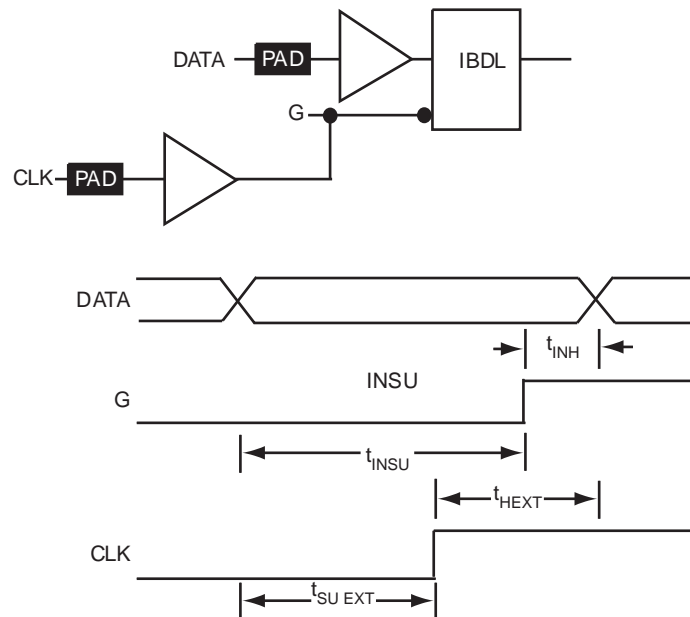 DATA PAD IBDL
G
CLK PAD
DATA
tINH
INSU
G
tINSU
tHEXT
CLK
tSU EXT